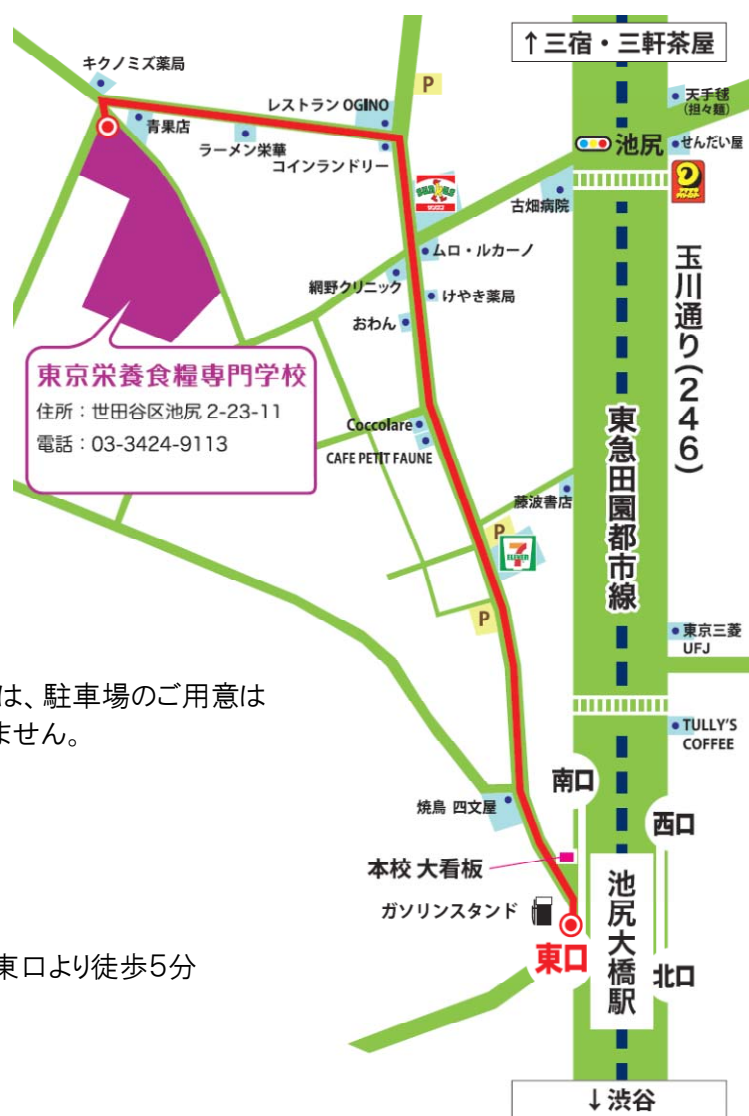 ↑三宿・三軒茶屋
キクノミズ薬局
P
レストラン OGINO
天手毬
(担々麺)
青果店
ラーメン栄華
コインランドリー
池尻
せんだい屋
古畑病院
ムロ・ルカーノ
網野クリニック
けやき薬局
おわん
玉川通り(246)
東京栄養食糧専門学校
住所：世田谷区池尻 2-23-11
電話：03-3424-9113
東急田園都市線
Coccolare
CAFE PETIT FAUNE
藤波書店
P
7
ELEVEN
P
東京三菱
UFJ
は、駐車場のご用意は
ません。
TULLY'S
COFFEE
南口
焼鳥 四文屋
西口
本校 大看板
ガソリンスタンド
池尻大橋駅
東口
北口
東口より徒歩5分
↓渋谷